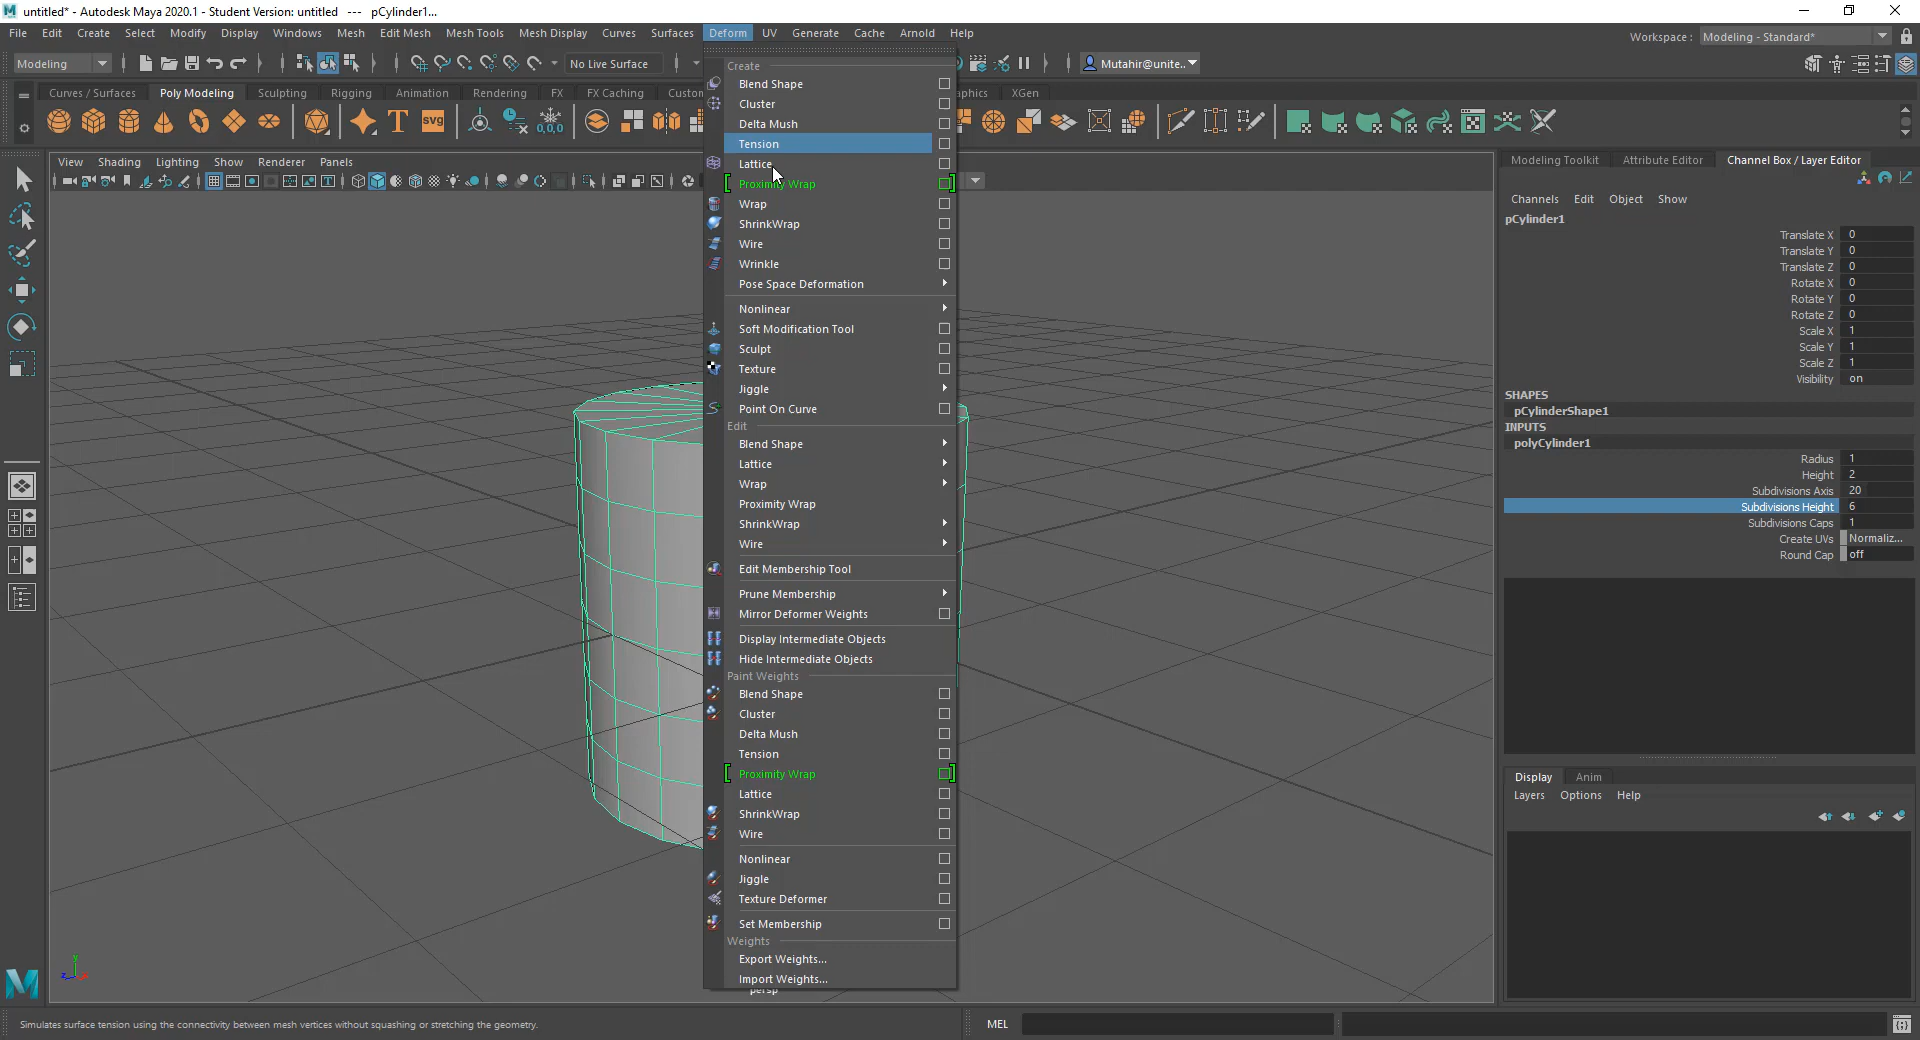 untitled* - Autodesk Maya 2020.1 - Student Version: untitled   ---   pCylinder1...
File Edit Create Select Modify Display Windows Mesh Edit Mesh Mesh Tools Mesh Display Curves Surfaces Deform UV Generate Cache Arnold Help
Workspace : Modeling - Standard*
Modeling
No Live Surface
Mutahir@unite..
Curves / Surfaces Poly Modeling Sculpting Rigging Animation Rendering FX FX Caching Custo XGen
SVG
0,0,0
View Shading Lighting Show Renderer Panels
Create
Blend Shape
Cluster
Delta Mush
Tension
Lattice
Proximity Wrap
Wrap
ShrinkWrap
Wire
Wrinkle
Pose Space Deformation
Nonlinear
Soft Modification Tool
Sculpt
Texture
Jiggle
Point On Curve
Edit
Blend Shape
Lattice
Wrap
Proximity Wrap
ShrinkWrap
Wire
Edit Membership Tool
Prune Membership
Mirror Deformer Weights
Display Intermediate Objects
Hide Intermediate Objects
Paint Weights
Blend Shape
Cluster
Delta Mush
Tension
Proximity Wrap
Lattice
ShrinkWrap
Wire
Nonlinear
Jiggle
Texture Deformer
Set Membership
Weights
Export Weights...
Import Weights...
persp
Modeling Toolkit Attribute Editor Channel Box / Layer Editor
Channels Edit Object Show
pCylinder1
Translate X 0
Translate Y 0
Translate Z 0
Rotate X 0
Rotate Y 0
Rotate Z 0
Scale X 1
Scale Y 1
Scale Z 1
Visibility on
SHAPES
pCylinderShape1
INPUTS
polyCylinder1
Radius 1
Height 2
Subdivisions Axis 20
Subdivisions Height 6
Subdivisions Caps 1
Create UVs Normaliz...
Round Cap off
Display Anim
Layers Options Help
Simulates surface tension using the connectivity between mesh vertices without squashing or stretching the geometry.
MEL